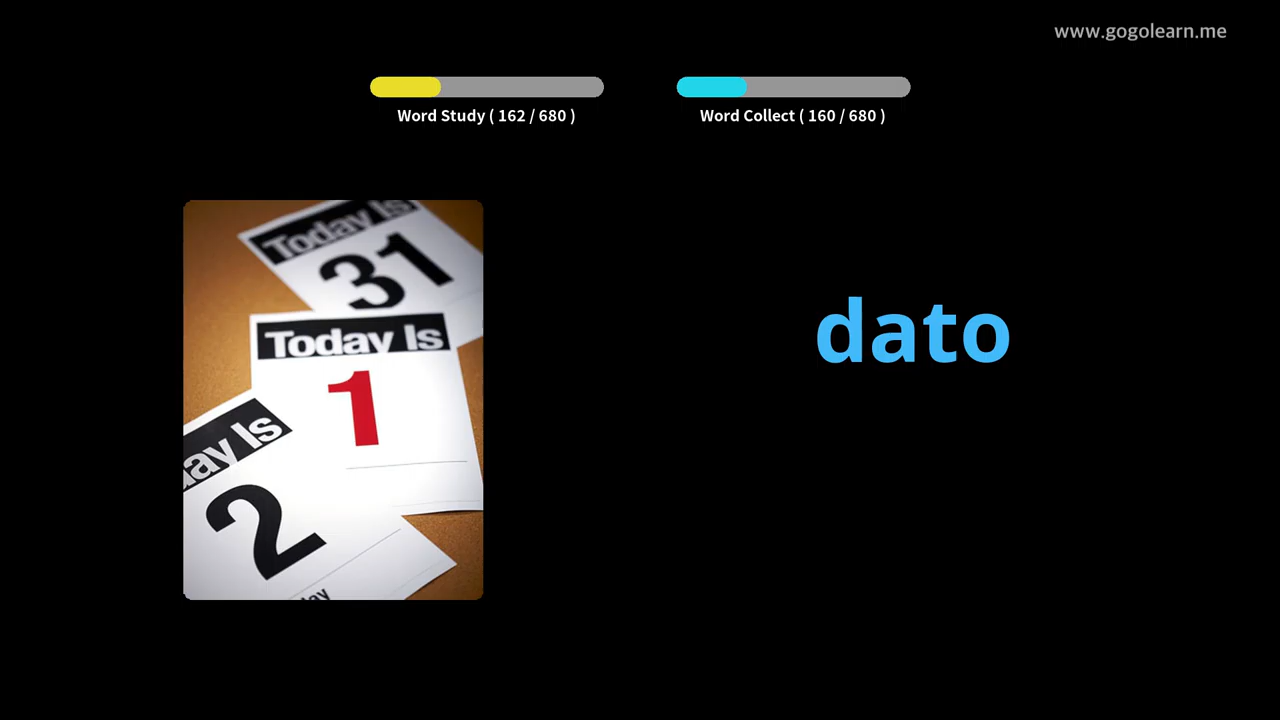 www.gogolearn.me
Word Study ( 162 / 680 )
Word Collect ( 160 / 680 )
Today Is
31
Today Is
1
dato
ay Is
2
day